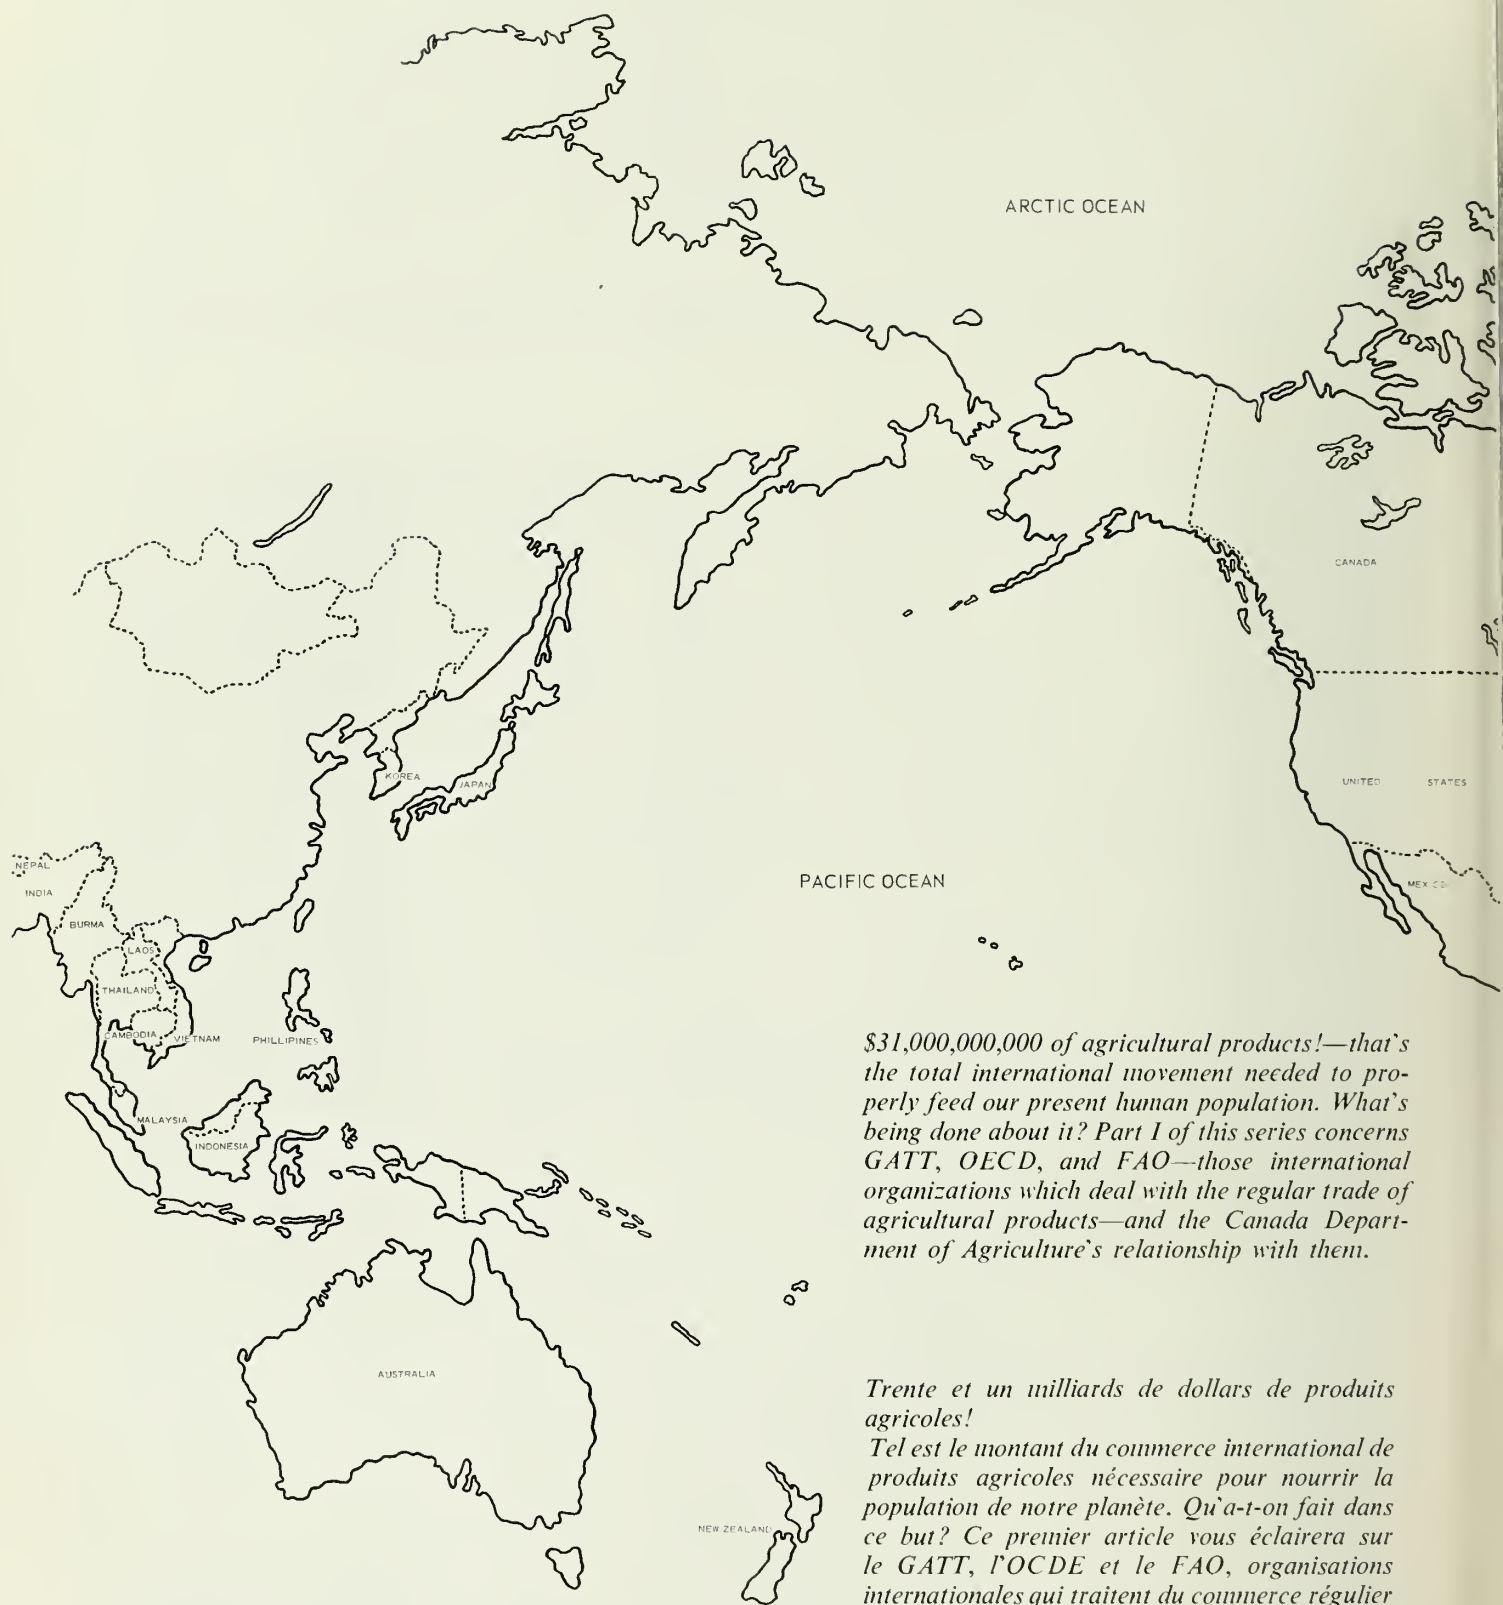 ARCTIC OCEAN
CANADA
KOREA
JAPAN
UNITED STATES
NEPAL
INDIA
PACIFIC OCEAN
MEXICO
BURMA
LAOS
THAILAND
CAMBODIA
VIETNAM
PHILLIPINES
MALAYSIA
INDONESIA
AUSTRALIA
NEW ZEALAND
$31,000,000,000 of agricultural products!—that's
the total international movement needed to pro-
perly feed our present human population. What's
being done about it? Part I of this series concerns
GATT, OECD, and FAO—those international
organizations which deal with the regular trade of
agricultural products—and the Canada Depart-
ment of Agriculture's relationship with them.
Trente et un milliards de dollars de produits
agricoles!
Tel est le montant du commerce international de
produits agricoles nécessaire pour nourrir la
population de notre planète. Qu'a-t-on fait dans
ce but? Ce premier article vous éclairera sur
le GATT, l'OCDE et le FAO, organisations
internationales qui traitent du commerce régulier